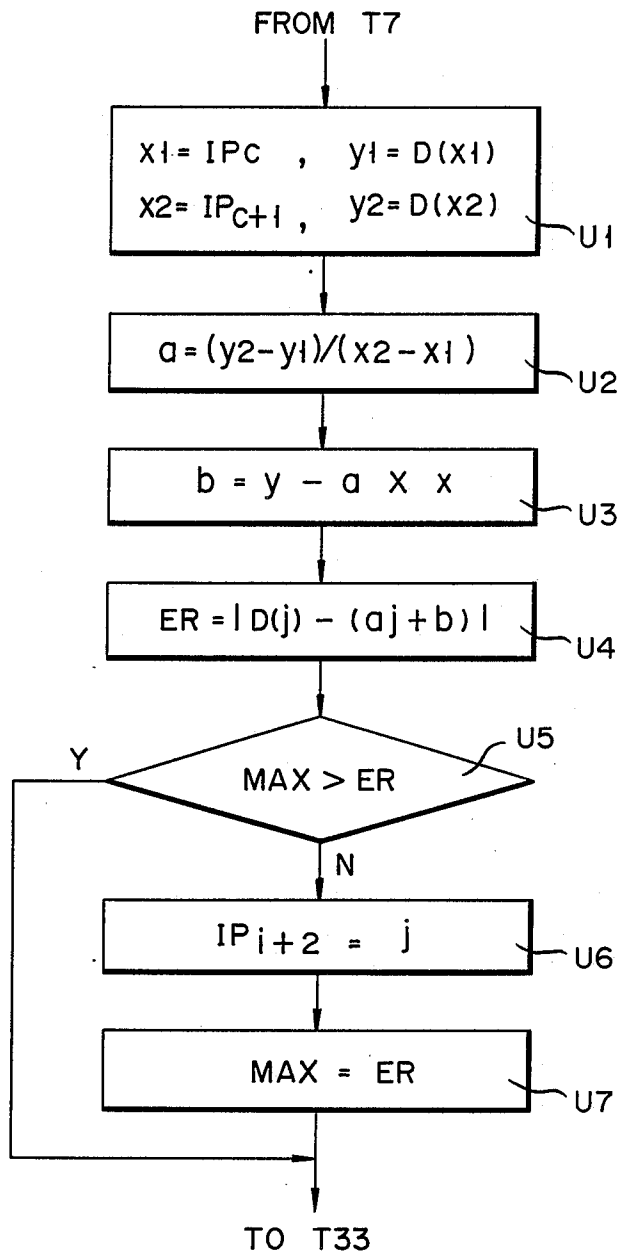 FROM T7
x1 = IPc , y1 = D(x1)
x2 = IPC+1 , y2 = D(x2)
U1
a = (y2-y1)/(x2-x1)
U2
b = y - a X x
U3
ER = | D(j) - (aj+b) |
U4
U5
Y
MAX > ER
N
IPi+2 = j
U6
MAX = ER
U7
TO T33